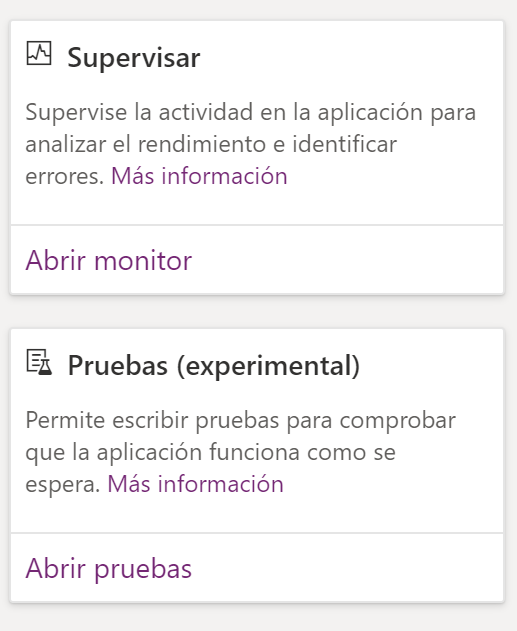 Supervisar
Supervise la actividad en la aplicación para
analizar el rendimiento e identificar
errores. Más información
Abrir monitor
Pruebas (experimental)
Permite escribir pruebas para comprobar
que la aplicación funciona como se
espera. Más información
Abrir pruebas